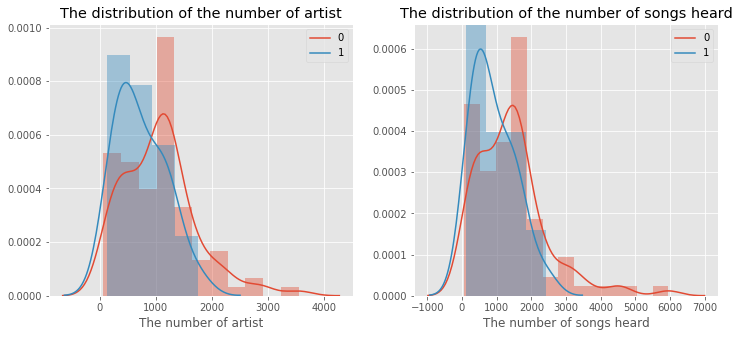 The distribution of the number of artist
0
1
0.0010
0.0008
0.0006
0.0004
0.0002
0.0000
0 1000 2000 3000 4000
The number of artist
The distribution of the number of songs heard
0
1
0.0006
0.0005
0.0004
0.0003
0.0002
0.0001
0.0000
−1000 0 1000 2000 3000 4000 5000 6000 7000
The number of songs heard